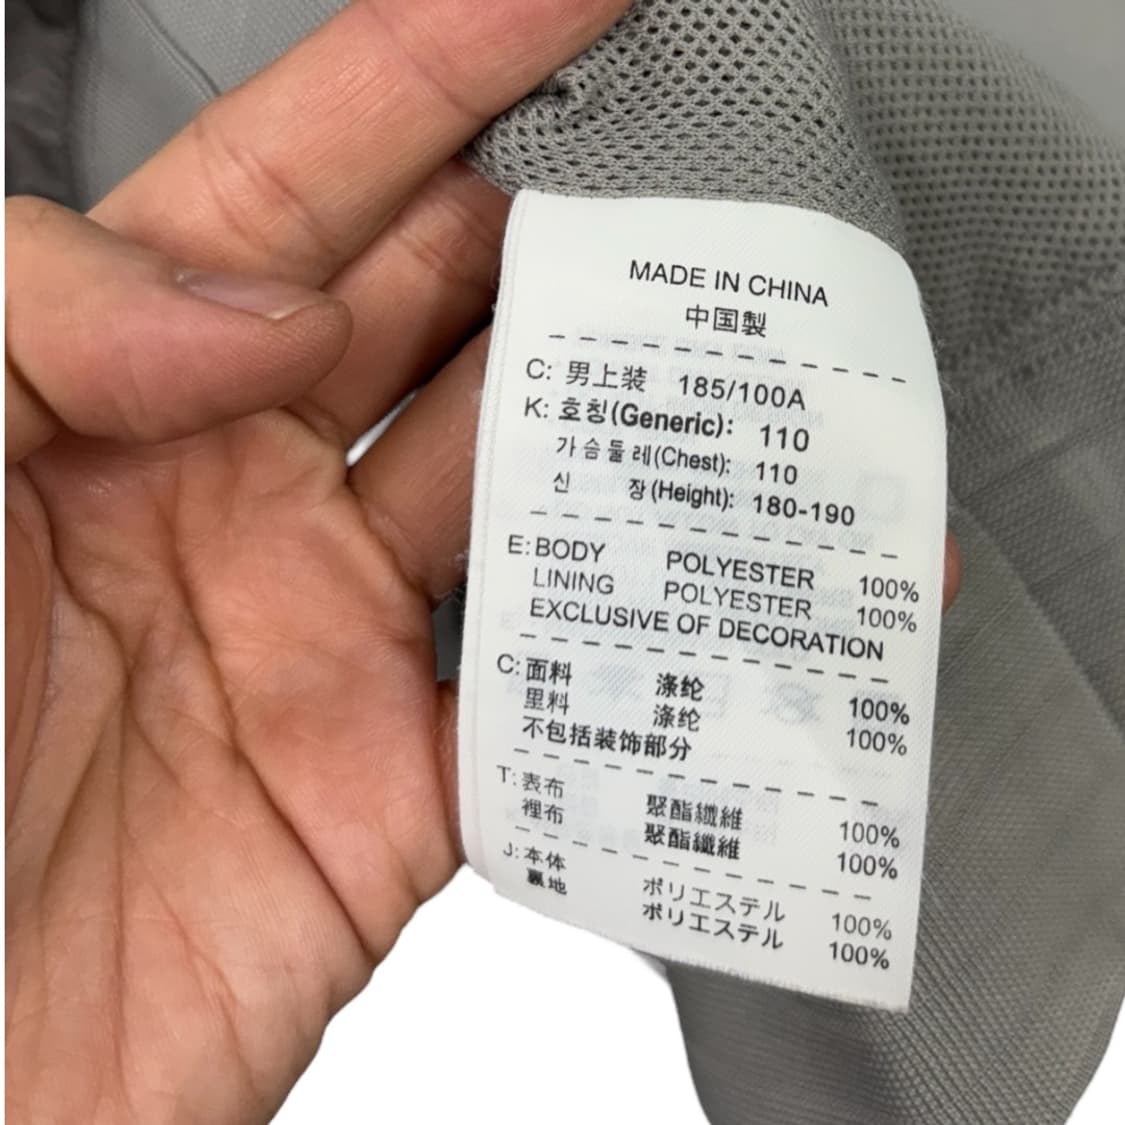 MADE IN CHINA
中国製
C: 男上装 185/100A
K: 호칭(Generic): 110
가슴둘레(Chest): 110
신 장(Height): 180-190
E: BODY POLYESTER 100%
LINING POLYESTER 100%
EXCLUSIVE OF DECORATION
C: 面料 涤纶 100%
里料 涤纶 100%
不包括装饰部分
T: 表布 聚酯纖維 100%
裡布 聚酯纖維 100%
J: 本体 ポリエステル 100%
裏地 ポリエステル 100%